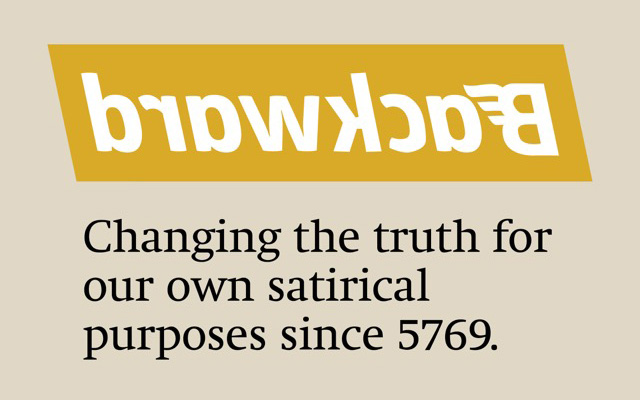 Backward
Changing the truth for
our own satirical
purposes since 5769.